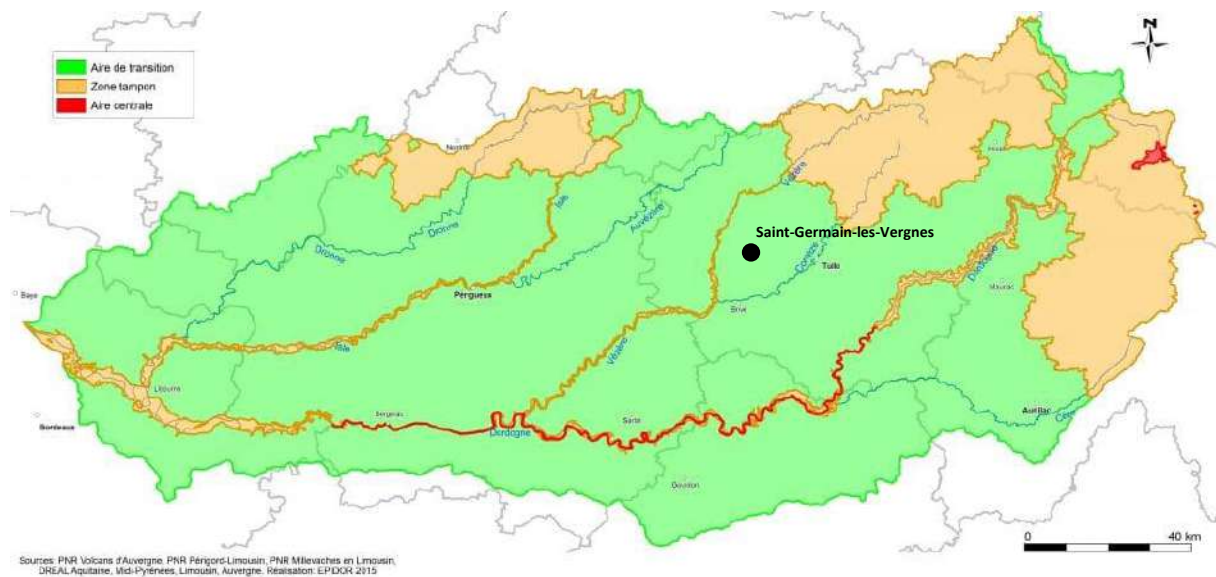 N
Aire de transition
Zone tampon
Aire centrale
Vézère
Isle
Auvézère
Dronne
Dronne
Saint-Germain-les-Vergnes
Corrèze
Tulle
Dordogne
Mauriac
Périgueux
Brive
Isle
Vézère
Libourne
Bergerac
Sarlat
Aurillac
Cère
Bordeaux
Dordogne
Gourdon
0
40 km
Sources: PNR Volcans d'Auvergne, PNR Périgord-Limousin, PNR Millevaches en Limousin,
DREAL Aquitaine, Midi-Pyrénées, Limousin, Auvergne. Réalisation: EPIDOR 2015